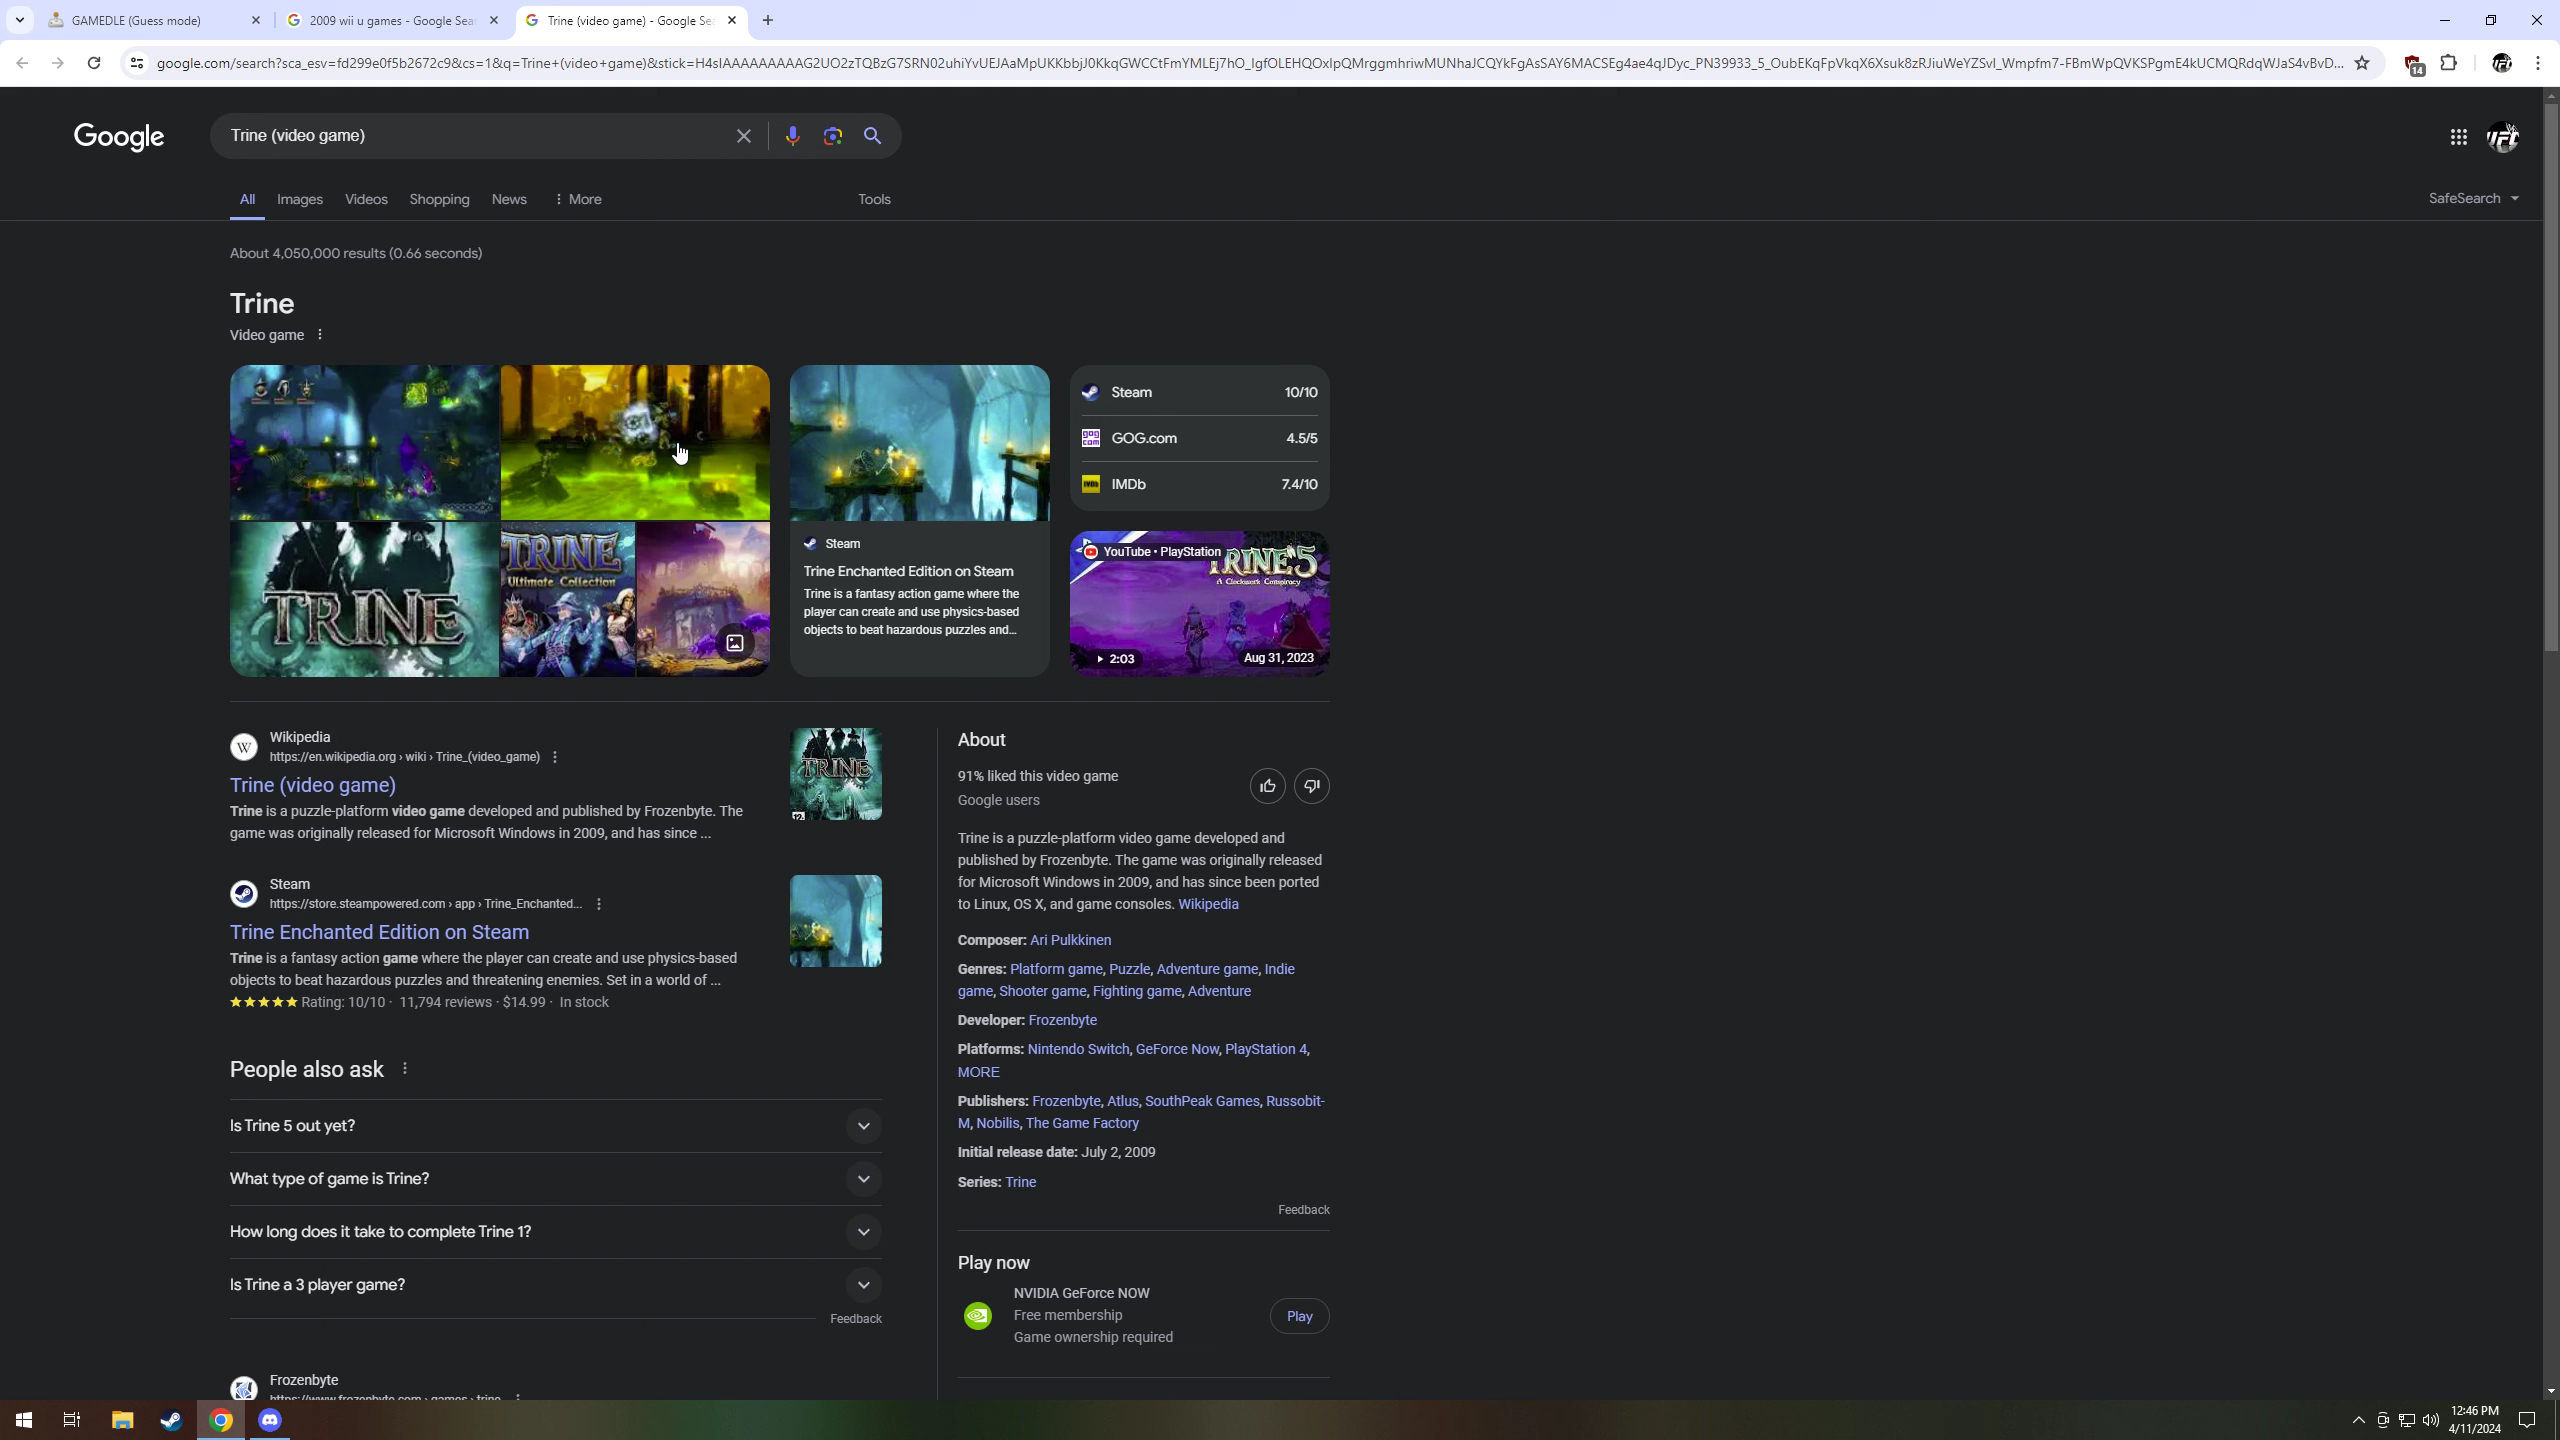 GAMEDLE (Guess mode)
2009 wii u games - Google Sea
Trine (video game) - Google Se
google.com/search?sca_esv=fd299e0f5b2672c9&cs=1&q=Trine+(video+game)&stick=
Google
Trine (video game)
All Images Videos Shopping News More Tools
SafeSearch
About 4,050,000 results (0.66 seconds)
Trine
Video game
TRINE
TRINE
Ultimate Collection
Steam
Trine Enchanted Edition on Steam
Trine is a fantasy action game where the
player can create and use physics-based
objects to beat hazardous puzzles and...
Steam 10/10
GOG.com 4.5/5
IMDb 7.4/10
YouTube • PlayStation
TRINE 5
A Clockwork Conspiracy
2:03
Aug 31, 2023
Wikipedia
https://en.wikipedia.org › wiki › Trine_(video_game)
Trine (video game)
Trine is a puzzle-platform video game developed and published by Frozenbyte. The
game was originally released for Microsoft Windows in 2009, and has since ...
TRINE
12
Steam
https://store.steampowered.com › app › Trine_Enchanted...
Trine Enchanted Edition on Steam
Trine is a fantasy action game where the player can create and use physics-based
objects to beat hazardous puzzles and threatening enemies. Set in a world of ...
Rating: 10/10 · 11,794 reviews · $14.99 · In stock
People also ask
Is Trine 5 out yet?
What type of game is Trine?
How long does it take to complete Trine 1?
Is Trine a 3 player game?
Feedback
Frozenbyte
https://www.frozenbyte.com › games › trine
About
91% liked this video game
Google users
Trine is a puzzle-platform video game developed and
published by Frozenbyte. The game was originally released
for Microsoft Windows in 2009, and has since been ported
to Linux, OS X, and game consoles. Wikipedia
Composer: Ari Pulkkinen
Genres: Platform game, Puzzle, Adventure game, Indie
game, Shooter game, Fighting game, Adventure
Developer: Frozenbyte
Platforms: Nintendo Switch, GeForce Now, PlayStation 4,
MORE
Publishers: Frozenbyte, Atlus, SouthPeak Games, Russobit-
M, Nobilis, The Game Factory
Initial release date: July 2, 2009
Series: Trine
Feedback
Play now
NVIDIA GeForce NOW
Free membership
Game ownership required
Play
12:46 PM
4/11/2024